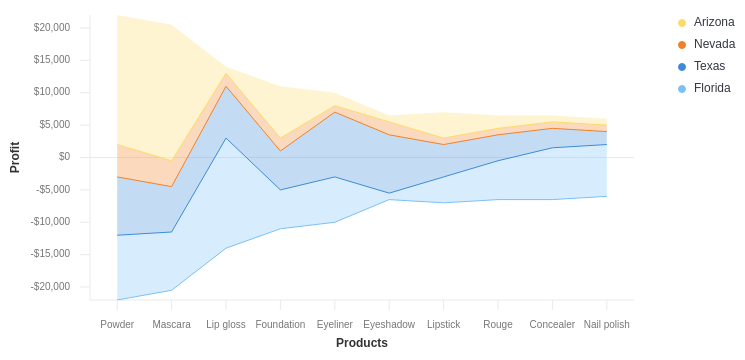 Arizona
Nevada
Texas
Florida
Profit
$20,000
$15,000
$10,000
$5,000
$0
-$5,000
-$10,000
-$15,000
-$20,000
Powder Mascara Lip gloss Foundation Eyeliner Eyeshadow Lipstick Rouge Concealer Nail polish
Products